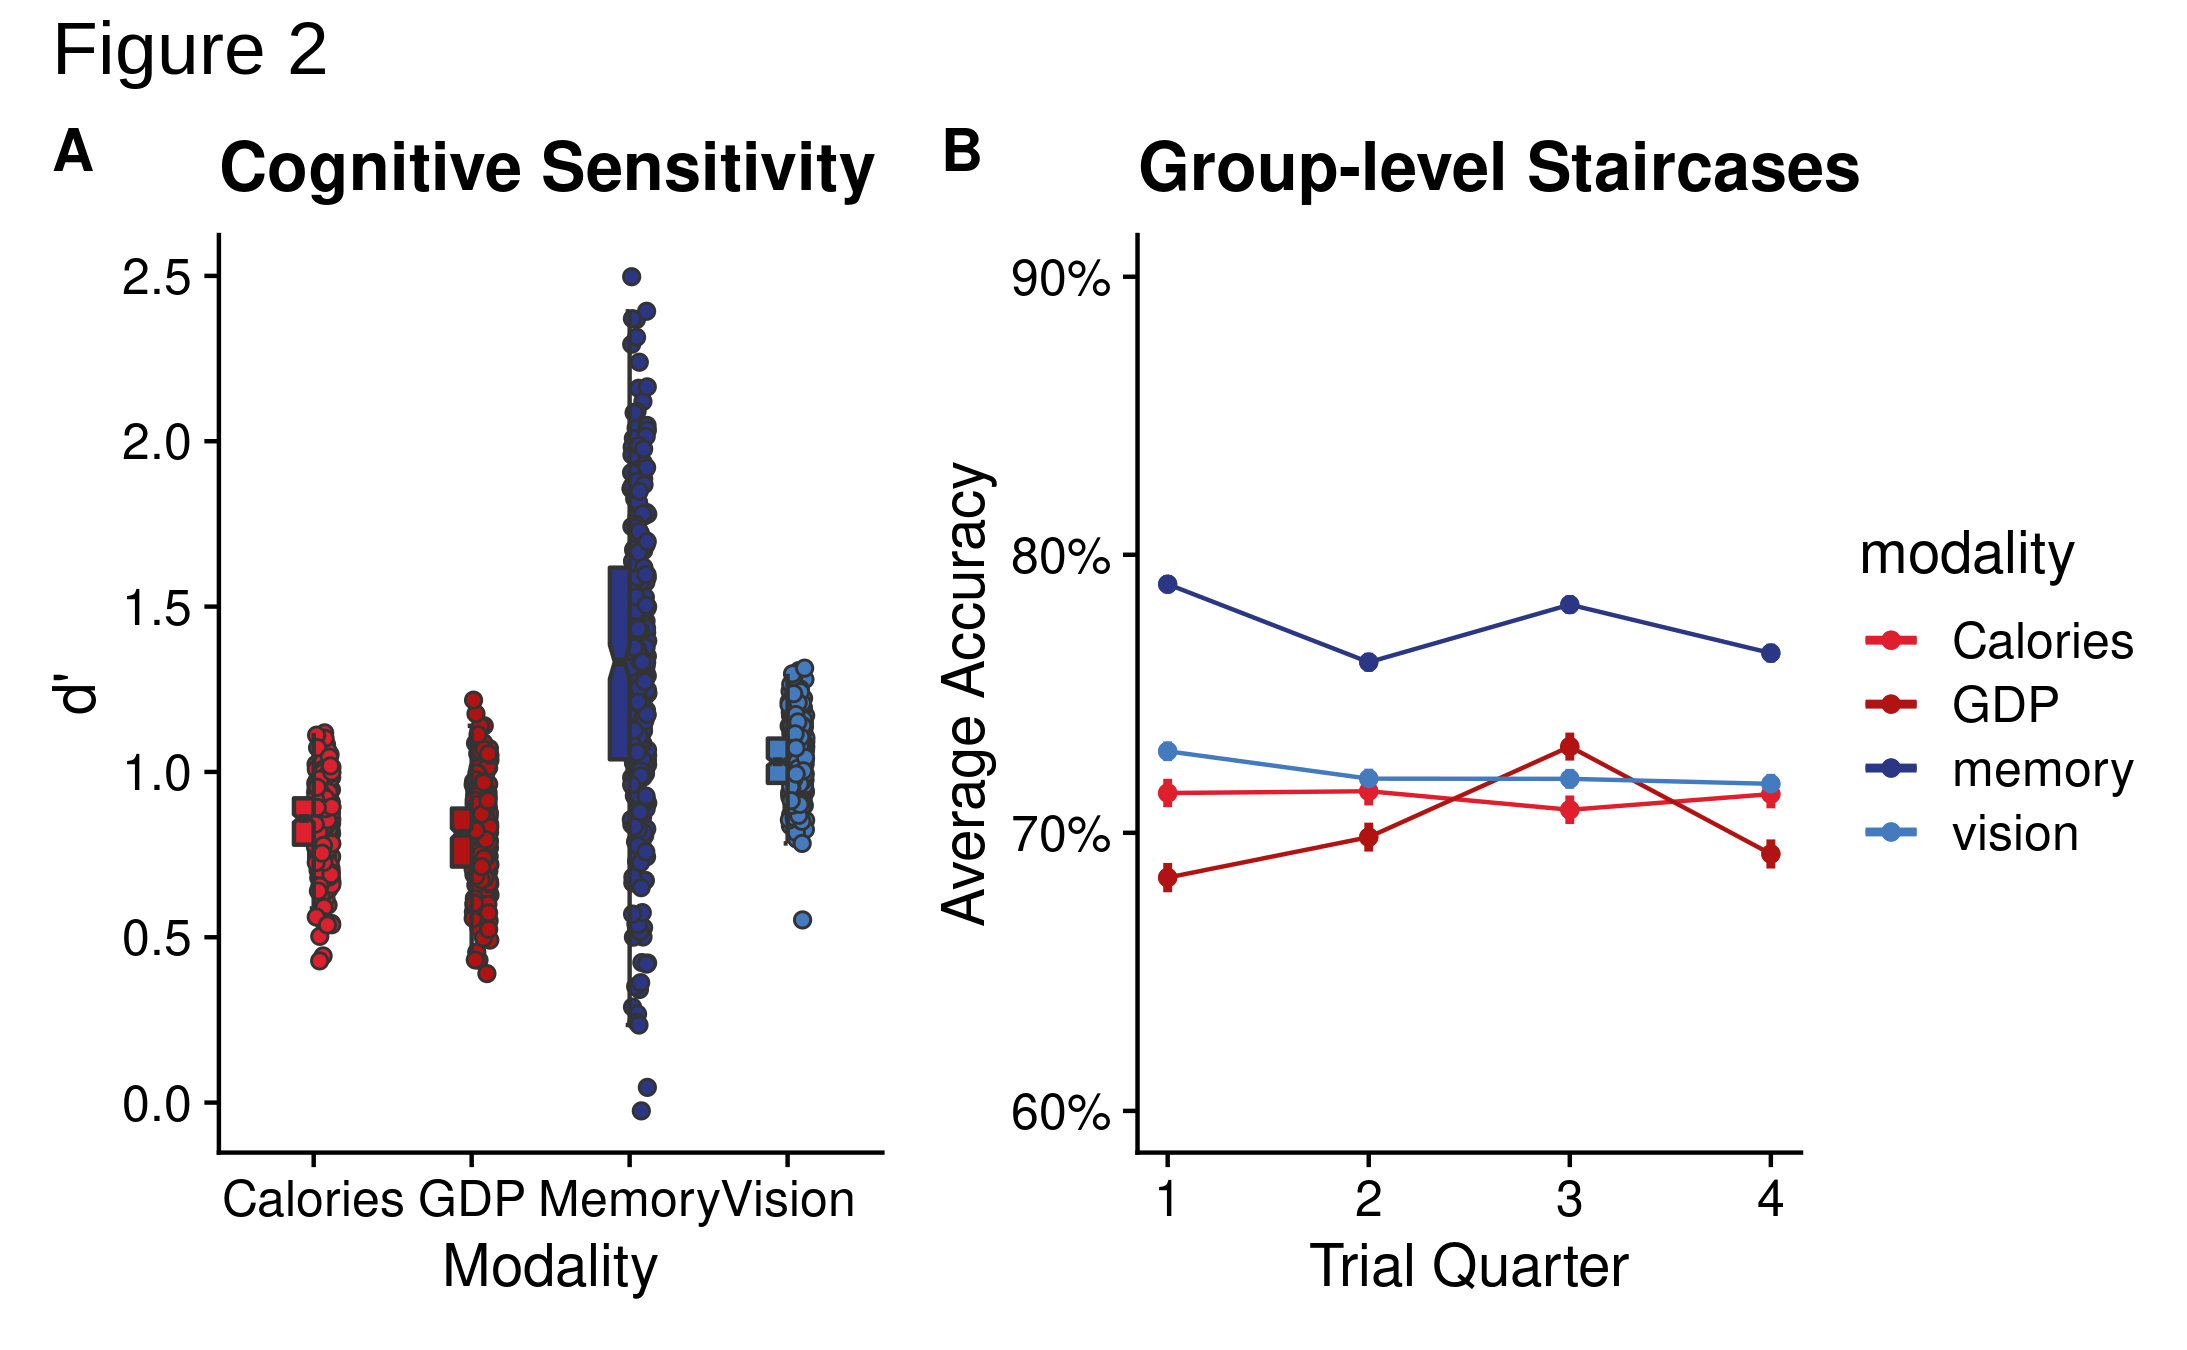 Figure 2
A
Cognitive Sensitivity
d'
2.5
2.0
1.5
1.0
0.5
0.0
Calories GDP Memory Vision
Modality
B
Group-level Staircases
Average Accuracy
90%
80%
70%
60%
1 2 3 4
Trial Quarter
modality
Calories
GDP
memory
vision